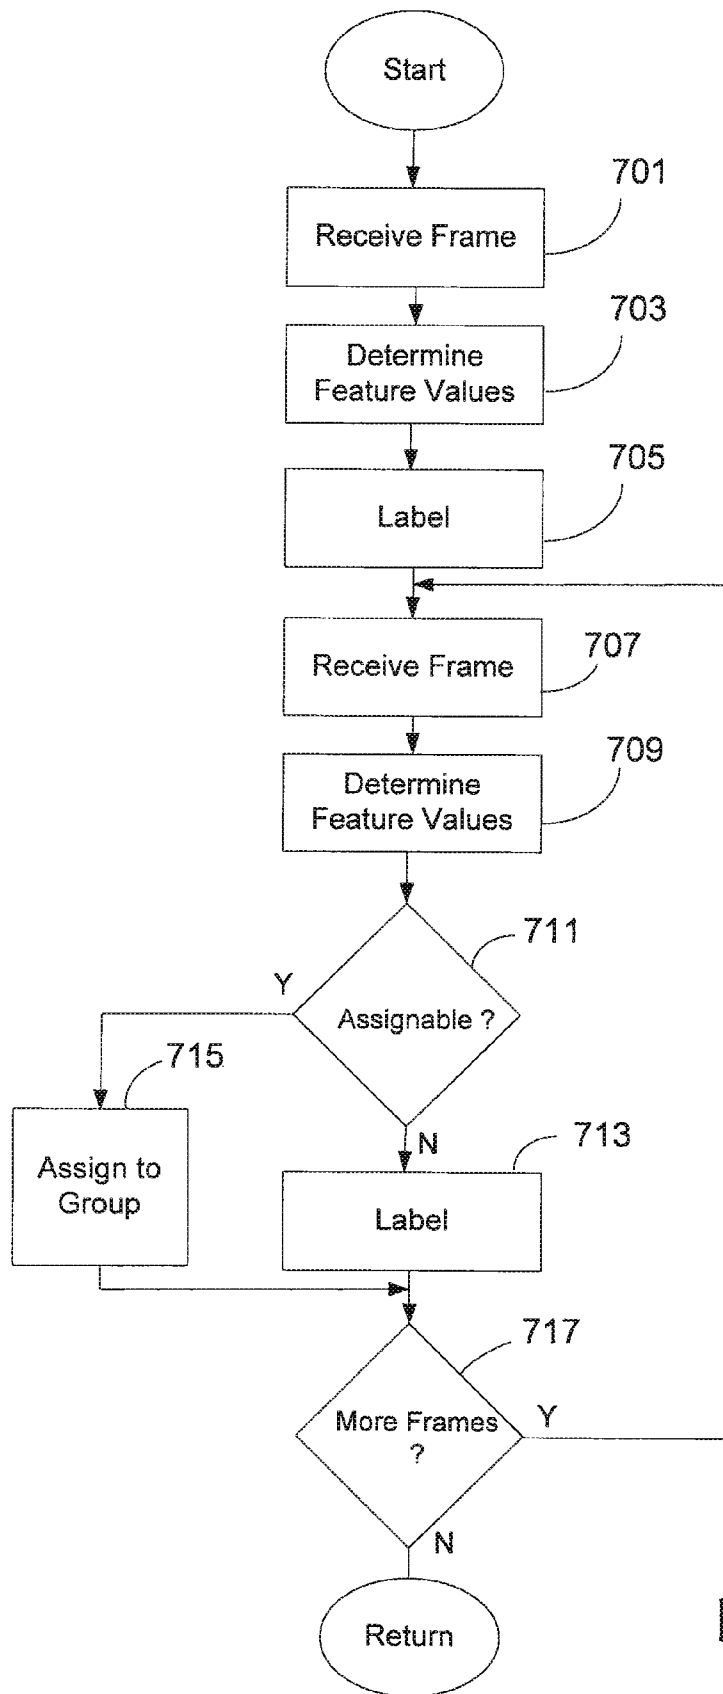 Start
701
Receive Frame
703
Determine
Feature Values
705
Label
707
Receive Frame
709
Determine
Feature Values
711
Y
Assignable ?
715
N
713
Assign to
Group
Label
717
More Frames
?
Y
N
Return